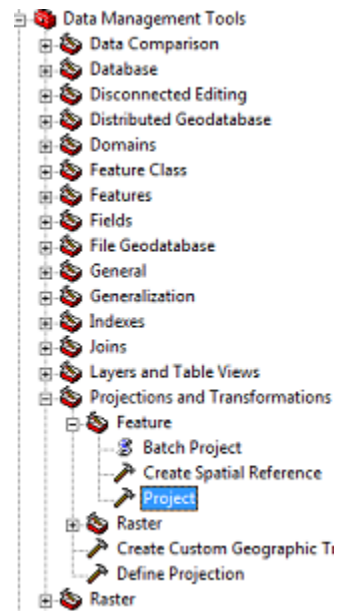 Data Management Tools
Data Comparison
Database
Disconnected Editing
Distributed Geodatabase
Domains
Feature Class
Features
Fields
File Geodatabase
General
Generalization
Indexes
Joins
Layers and Table Views
Projections and Transformations
Feature
Batch Project
Create Spatial Reference
Project
Raster
Create Custom Geographic
Define Projection
Raster